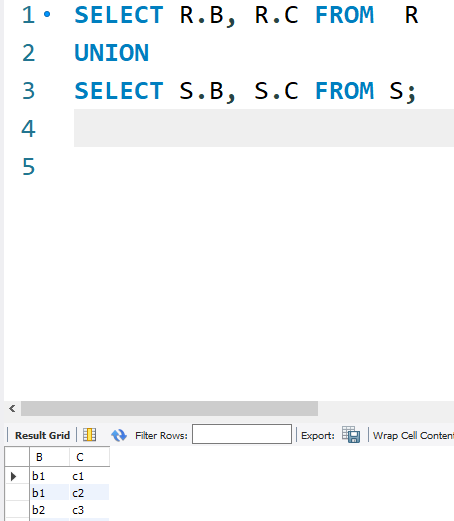 1 SELECT R.B, R.C FROM  R
2 UNION
3 SELECT S.B, S.C FROM S;
4
5
Result Grid Filter Rows: Export: Wrap Cell Conten
B C
b1 c1
b1 c2
b2 c3